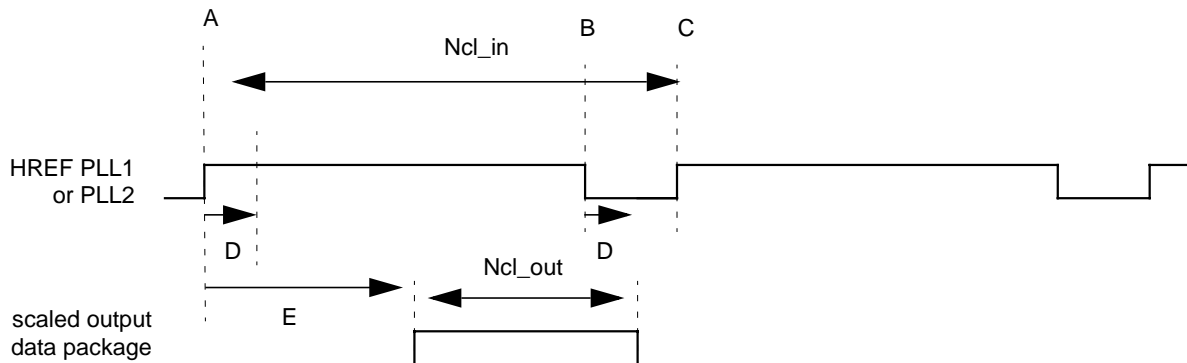 A
B
C
Ncl_in
HREF PLL1
or PLL2
D
D
Ncl_out
E
scaled output
data package